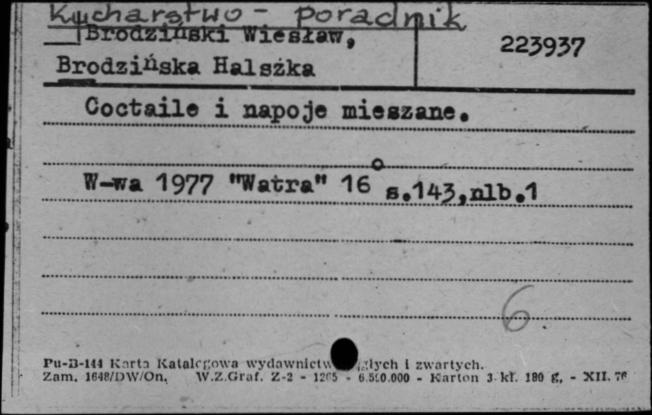 Kucharstwo - poradnik
Brodziński Wiesław,
223937
Brodzińska Halszka
Coctaile i napoje mieszane.
W-wa 1977 "Watra" 16° s.143,nlb.1
6
Pu-B-144 Karta Katalogowa wydawnictw ciągłych i zwartych.
Zam. 1648/DW/On. W.Z.Graf. Z-2 - 1265 - 6.500.000 - Karton 3 kl. 180 g, - XII. 76